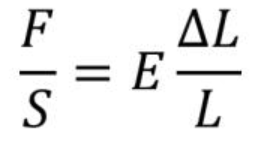 F/S = E ΔL/L